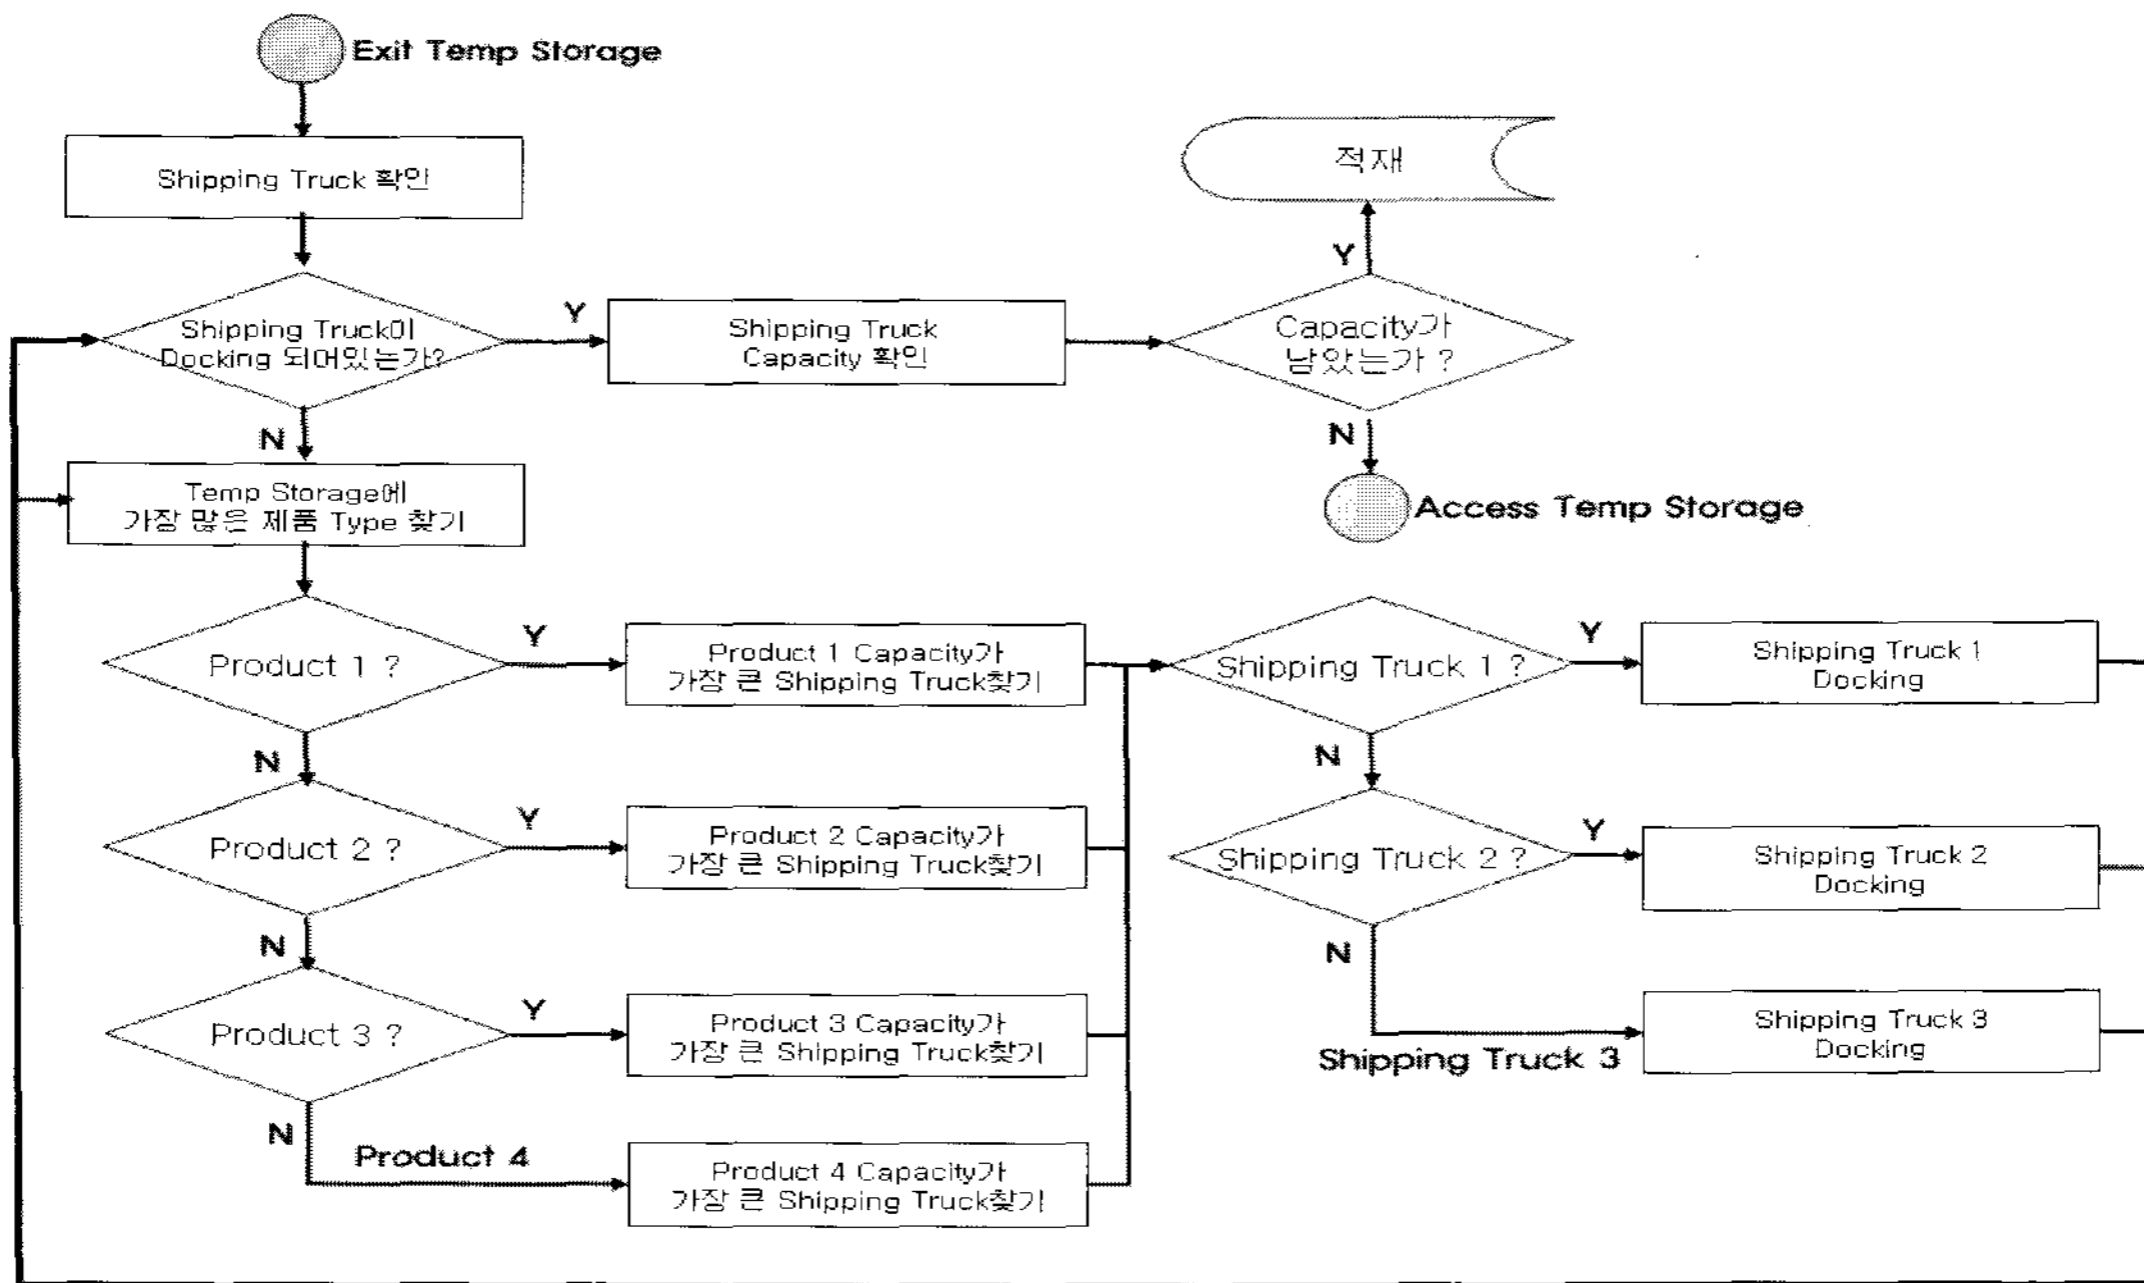 Exit Temp Storage
Shipping Truck 확인
적재
Y
Shipping Truck이
Docking 되어있는가?
Y
Shipping Truck
Capacity 확인
Capacity가
남았는가 ?
N
N
Temp Storage에
가장 많은 제품 Type 찾기
Access Temp Storage
Product 1 ?
Y
Product 1 Capacity가
가장 큰 Shipping Truck찾기
Shipping Truck 1 ?
Y
Shipping Truck 1
Docking
N
N
Product 2 ?
Y
Product 2 Capacity가
가장 큰 Shipping Truck찾기
Shipping Truck 2 ?
Y
Shipping Truck 2
Docking
N
N
Product 3 ?
Y
Product 3 Capacity가
가장 큰 Shipping Truck찾기
Shipping Truck 3
Shipping Truck 3
Docking
N
Product 4
Product 4 Capacity가
가장 큰 Shipping Truck찾기